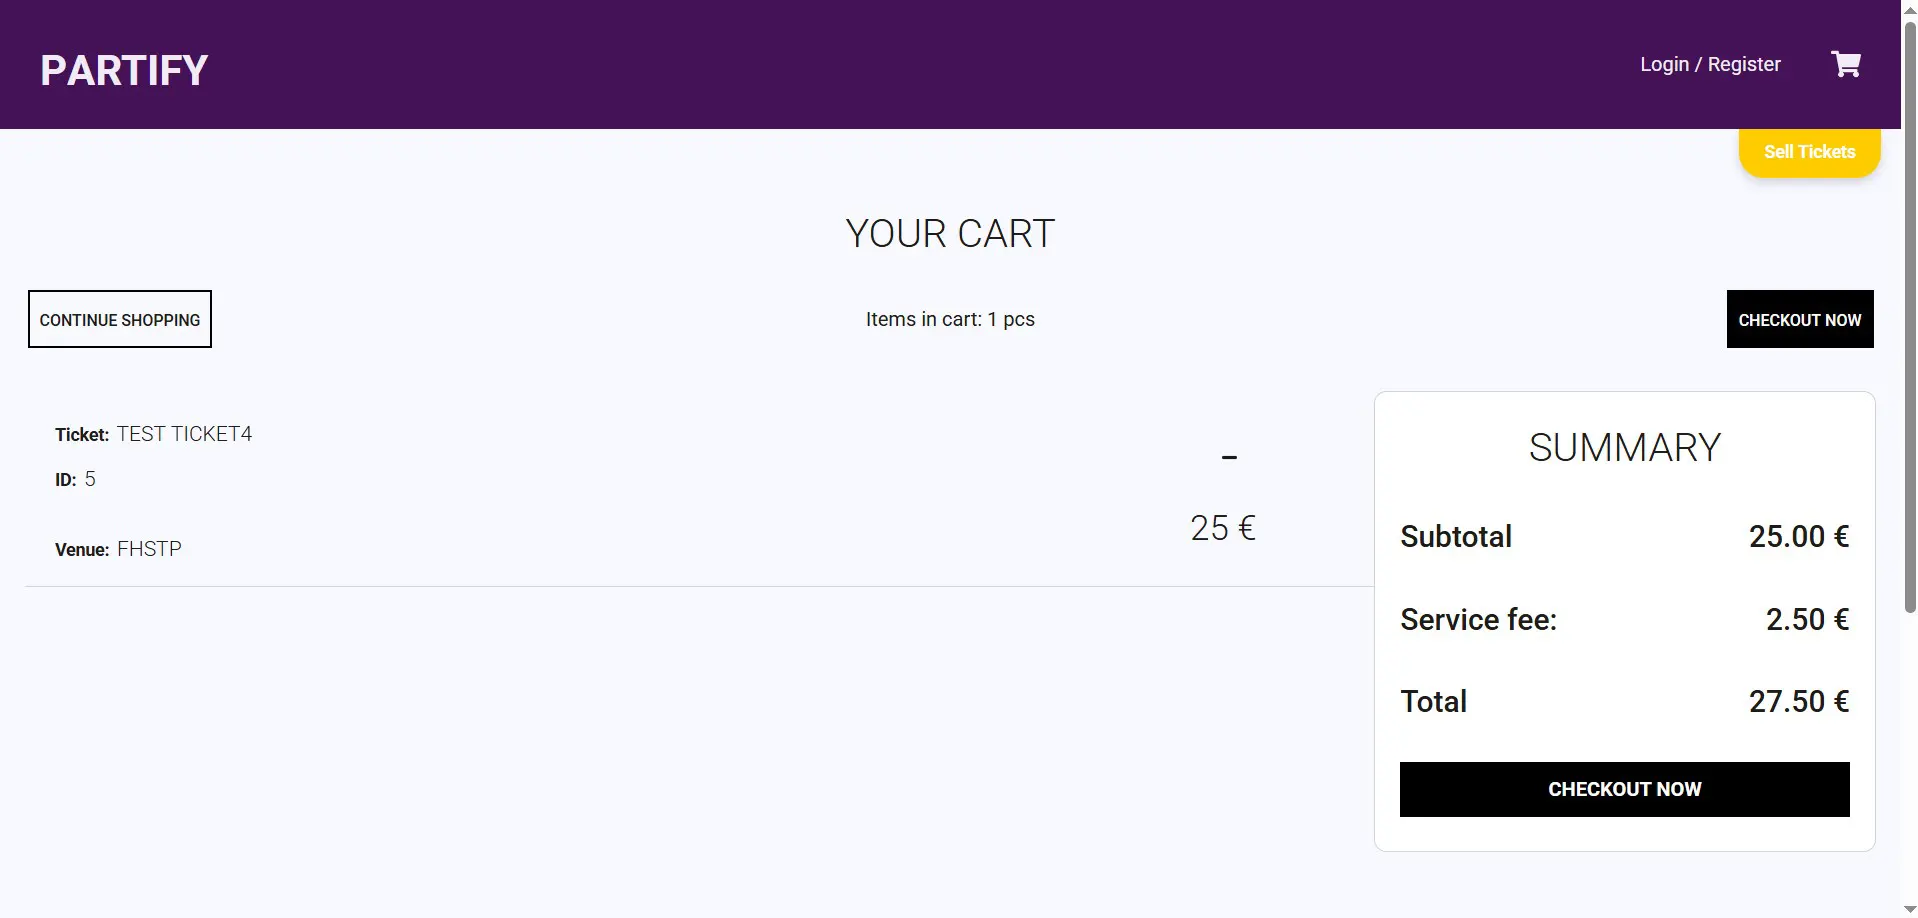 PARTIFY
Login / Register
Sell Tickets
YOUR CART
CONTINUE SHOPPING
Items in cart: 1 pcs
CHECKOUT NOW
Ticket: TEST TICKET4
ID: 5
Venue: FHSTP
–
25 €
SUMMARY
Subtotal 25.00 €
Service fee: 2.50 €
Total 27.50 €
CHECKOUT NOW